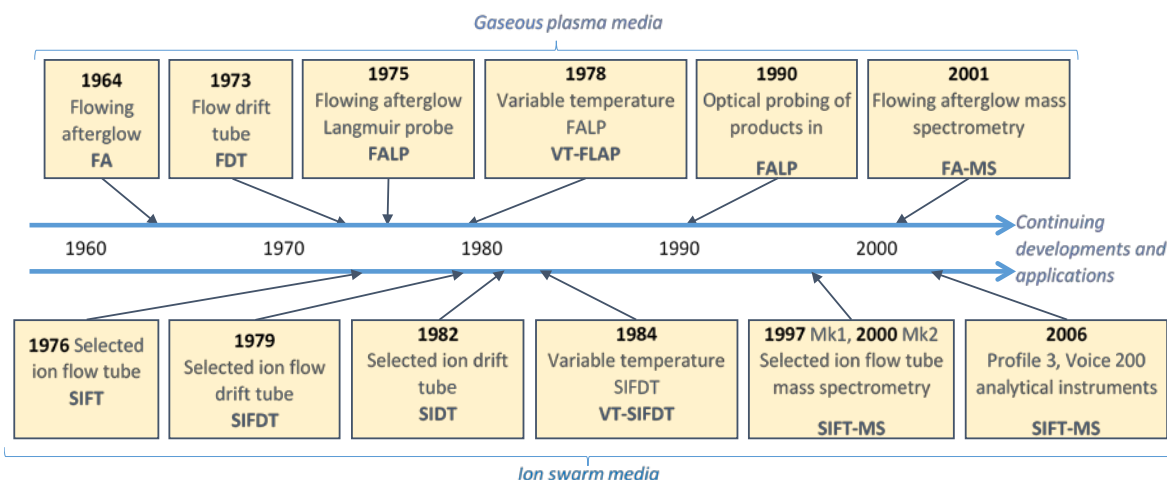 Gaseous plasma media
1964
Flowing
afterglow
FA
1973
Flow drift
tube
FDT
1975
Flowing afterglow
Langmuir probe
FALP
1978
Variable temperature
FALP
VT-FLAP
1990
Optical probing of
products in
FALP
2001
Flowing afterglow mass
spectrometry
FA-MS
1960 1970 1980 1990 2000
Continuing
developments and
applications
1976 Selected
ion flow tube
SIFT
1979
Selected ion flow
drift tube
SIFDT
1982
Selected ion drift
tube
SIDT
1984
Variable temperature
SIFDT
VT-SIFDT
1997 Mk1, 2000 Mk2
Selected ion flow tube
mass spectrometry
SIFT-MS
2006
Profile 3, Voice 200
analytical instruments
SIFT-MS
Ion swarm media